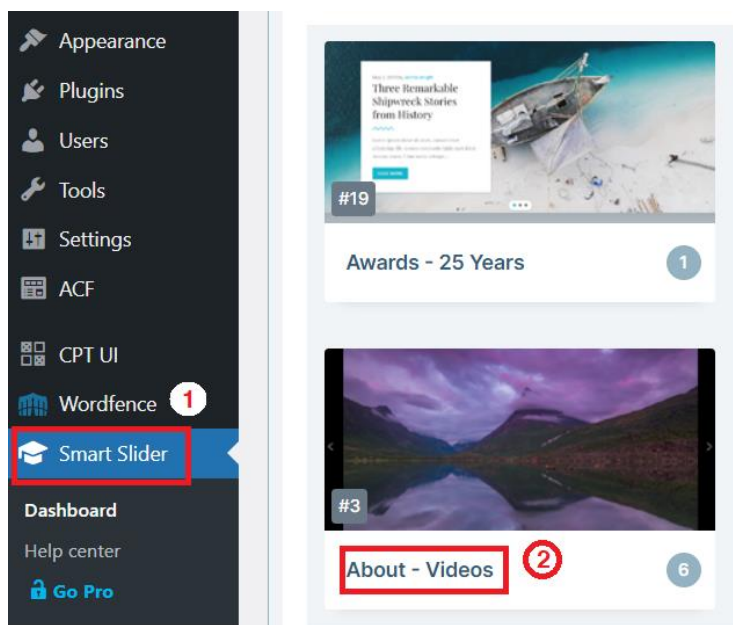 Appearance
Plugins
Users
Tools
Settings
ACF
CPT UI
Wordfence
1
Smart Slider
Dashboard
Help center
Go Pro
Three Remarkable
Shipwreck Stories
from History
#19
Awards - 25 Years
1
#3
About - Videos
2
6